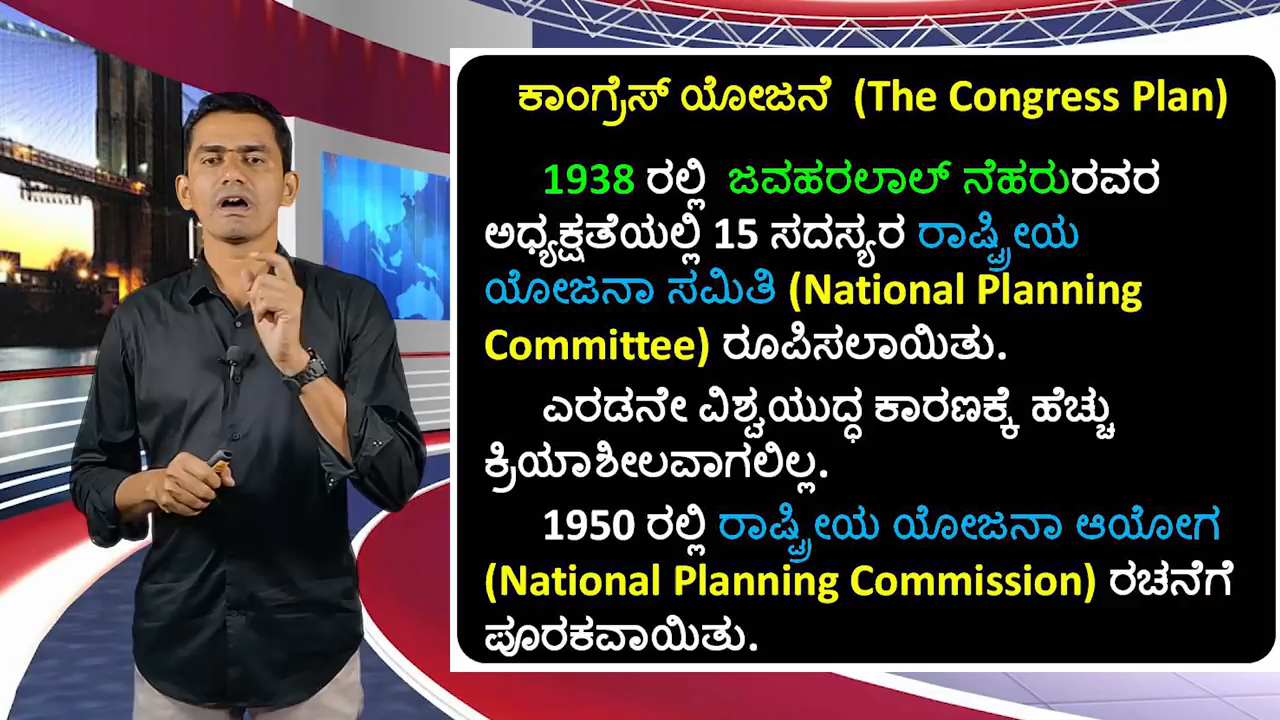 ಕಾಂಗ್ರೆಸ್ ಯೋಜನೆ (The Congress Plan)
1938 ರಲ್ಲಿ ಜವಹರಲಾಲ್ ನೆಹರುರವರ
ಅಧ್ಯಕ್ಷತೆಯಲ್ಲಿ 15 ಸದಸ್ಯರ ರಾಷ್ಟ್ರೀಯ
ಯೋಜನಾ ಸಮಿತಿ (National Planning
Committee) ರೂಪಿಸಲಾಯಿತು.
ಎರಡನೇ ವಿಶ್ವಯುದ್ಧ ಕಾರಣಕ್ಕೆ ಹೆಚ್ಚು
ಕ್ರಿಯಾಶೀಲವಾಗಲಿಲ್ಲ.
1950 ರಲ್ಲಿ ರಾಷ್ಟ್ರೀಯ ಯೋಜನಾ ಆಯೋಗ
(National Planning Commission) ರಚನೆಗೆ
ಪೂರಕವಾಯಿತು.